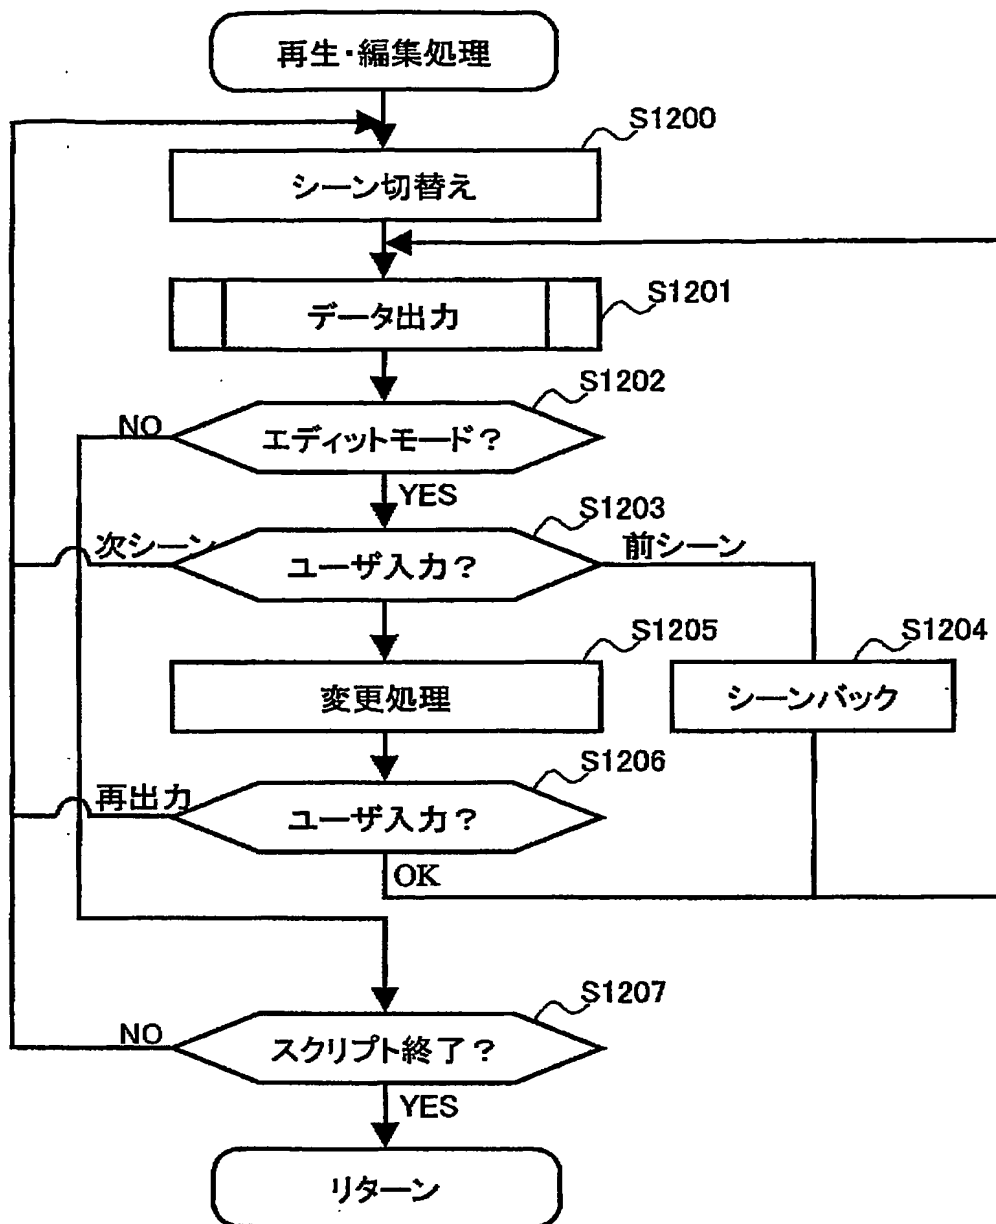 再生・編集処理
S1200
シーン切替え
S1201
データ出力
S1202
NO
エディットモード？
YES
S1203
次シーン
ユーザ入力？
前シーン
S1205
S1204
変更処理
シーンバック
S1206
再出力
ユーザ入力？
OK
S1207
NO
スクリプト終了？
YES
リターン